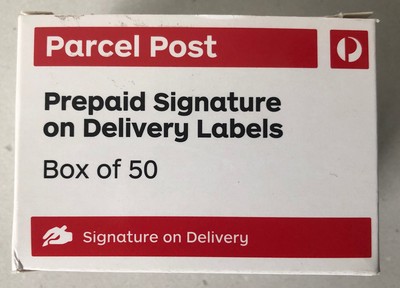 Parcel Post
Prepaid Signature
on Delivery Labels
Box of 50
Signature on Delivery